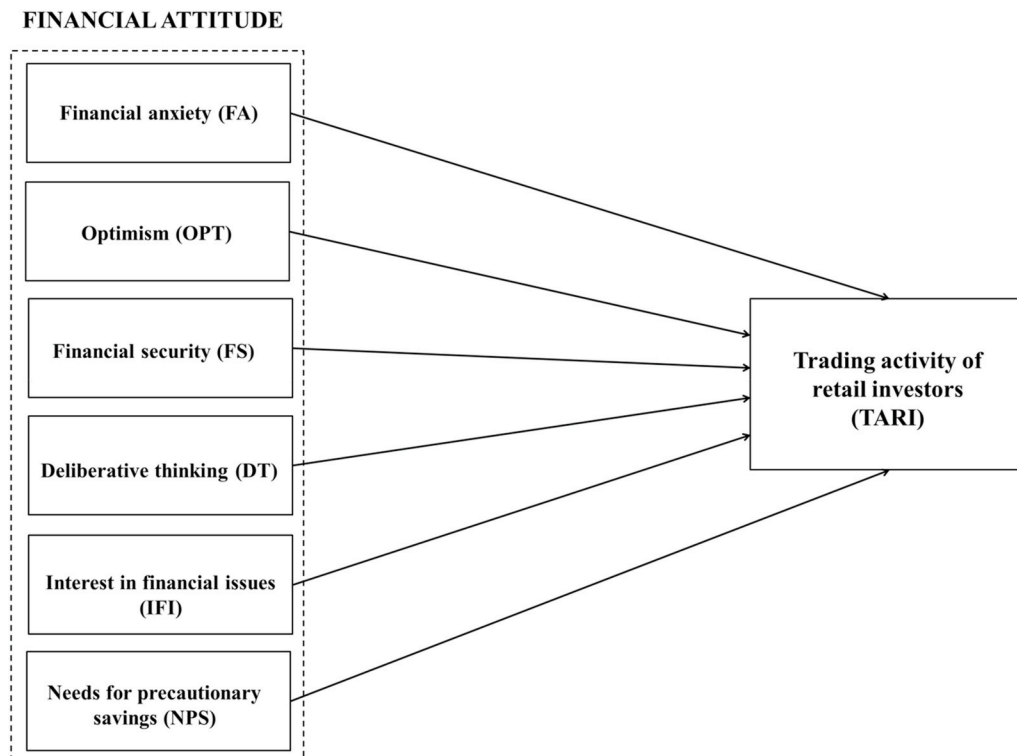 FINANCIAL ATTITUDE
Financial anxiety (FA)
Optimism (OPT)
Financial security (FS)
Deliberative thinking (DT)
Interest in financial issues
(IFI)
Needs for precautionary
savings (NPS)
Trading activity of
retail investors
(TARI)